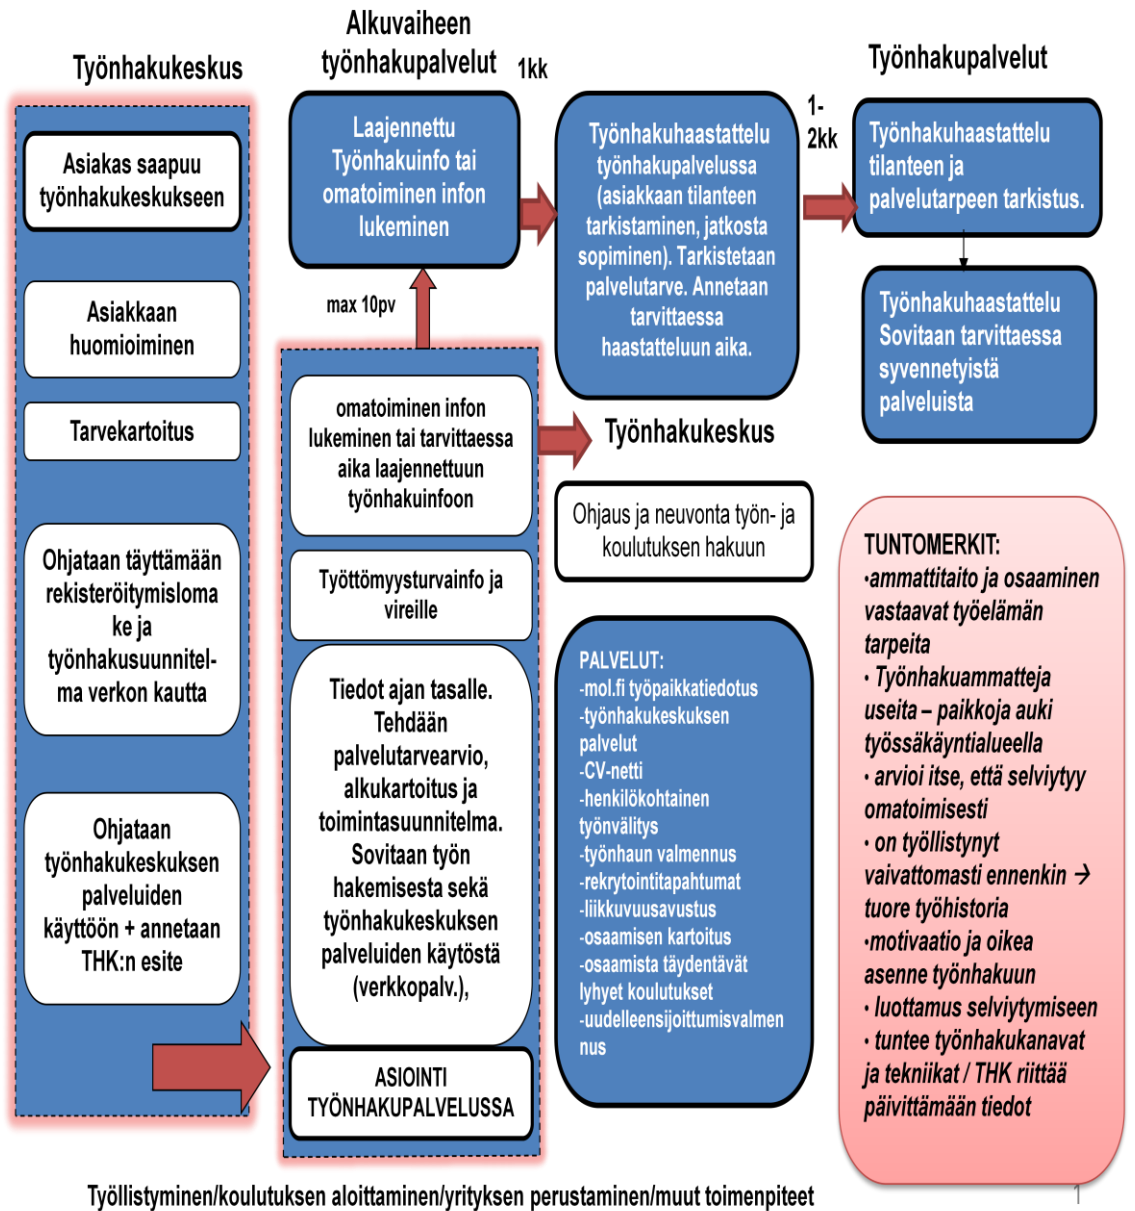 Työnhakukeskus
Asiakas saapuu
työnhakukeskukseen
Asiakkaan
huomioiminen
Tarvekartoitus
Ohjataan täyttämään
rekisteröitymisloma
ke ja
työnhakusuunnitel-
ma verkon kautta
Ohjataan
työnhakukeskuksen
palveluiden
käyttöön + annetaan
THK:n esite
Alkuvaiheen
työnhakupalvelut
1kk
Laajennettu
Työnhakuinfo tai
omatoiminen infon
lukeminen
max 10pv
omatoiminen infon
lukeminen tai tarvittaessa
aika laajennettuun
työnhakuinfoon
Työttömyysturvainfo ja
vireille
Tiedot ajan tasalle.
Tehdään
palvelutarvearvio,
alkukartoitus ja
toimintasuunnitelma.
Sovitaan työn
hakemisesta sekä
työnhakukeskuksen
palveluiden käytöstä
(verkkopalv.),
ASIOINTI
TYÖNHAKUPALVELUSSA
Työnhakuhaastattelu
työnhakupalvelussa
(asiakkaan tilanteen
tarkistaminen, jatkosta
sopiminen). Tarkistetaan
palvelutarve. Annetaan
tarvittaessa
haastatteluun aika.
Työnhakukeskus
Ohjaus ja neuvonta työn- ja
koulutuksen hakuun
PALVELUT:
-mol.fi työpaikkatiedotus
-työnhakukeskuksen
palvelut
-CV-netti
-henkilökohtainen
työnvälitys
-työnhaun valmennus
-rekrytointitapahtumat
-liikkuvuusavustus
-osaamisen kartoitus
-osaamista täydentävät
lyhyet koulutukset
-uudelleensijoittumisvalmen
nus
1-
2kk
Työnhakupalvelut
Työnhakuhaastattelu
tilanteen ja
palvelutarpeen tarkistus.
Työnhakuhaastattelu
Sovitaan tarvittaessa
syvennetyistä
palveluista
TUNTOMERKIT:
•ammattitaito ja osaaminen
vastaavat työelämän
tarpeita
• Työnhakuammatteja
useita – paikkoja auki
työssäkäyntialueella
• arvioi itse, että selviytyy
omatoimisesti
• on työllistynyt
vaivattomasti ennenkin →
tuore työhistoria
•motivaatio ja oikea
asenne työnhakuun
• luottamus selviytymiseen
• tuntee työnhakukanavat
ja tekniikat / THK riittää
päivittämään tiedot
Työllistyminen/koulutuksen aloittaminen/yrityksen perustaminen/muut toimenpiteet
1